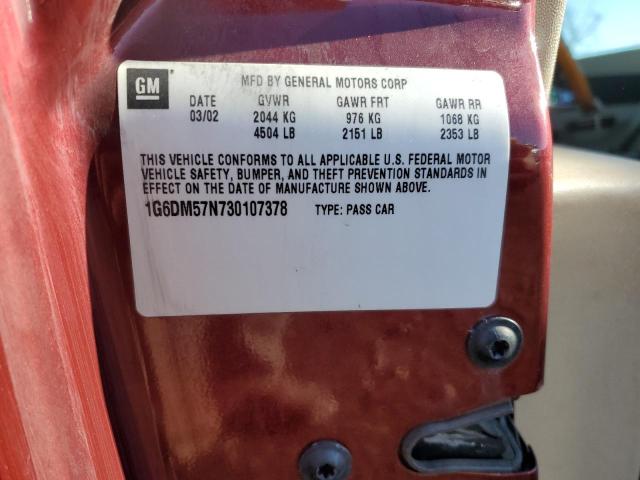 GM MFD BY GENERAL MOTORS CORP
DATE GVWR GAWR FRT GAWR RR
03/02 2044 KG 976 KG 1068 KG
4504 LB 2151 LB 2353 LB
THIS VEHICLE CONFORMS TO ALL APPLICABLE U.S. FEDERAL MOTOR
VEHICLE SAFETY, BUMPER, AND THEFT PREVENTION STANDARDS IN
EFFECT ON THE DATE OF MANUFACTURE SHOWN ABOVE.
1G6DM57N730107378 TYPE: PASS CAR